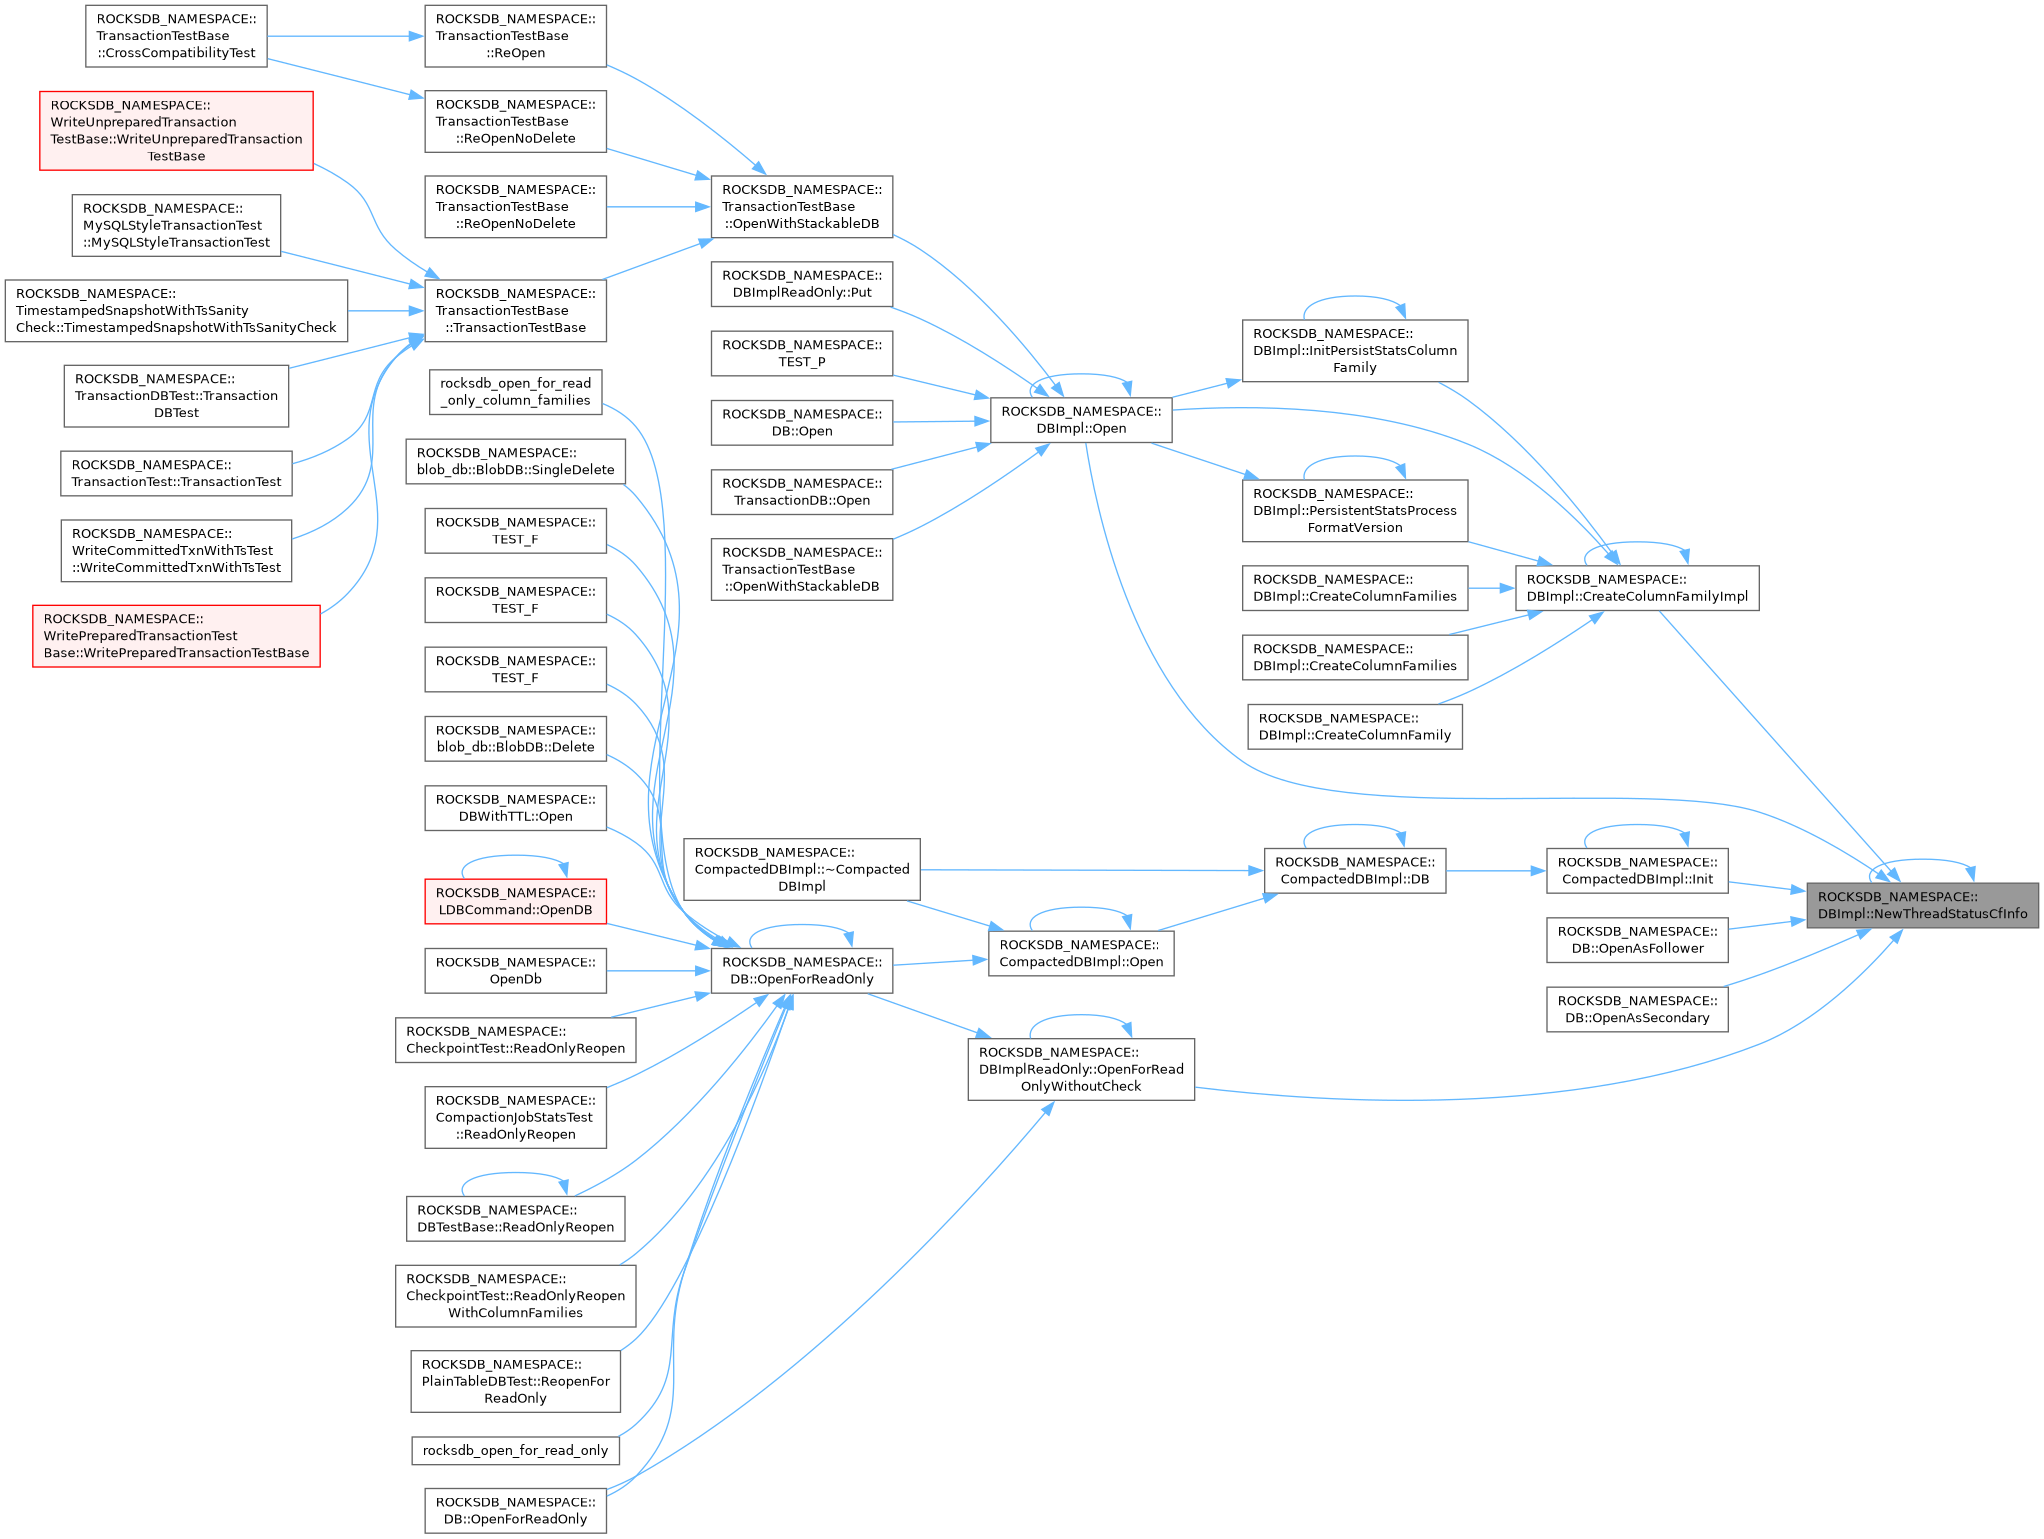 ROCKSDB_NAMESPACE::
TransactionTestBase
::CrossCompatibilityTest
ROCKSDB_NAMESPACE::
WriteUnpreparedTransaction
TestBase::WriteUnpreparedTransaction
TestBase
ROCKSDB_NAMESPACE::
MySQLStyleTransactionTest
::MySQLStyleTransactionTest
ROCKSDB_NAMESPACE::
TimestampedSnapshotWithTsSanity
Check::TimestampedSnapshotWithTsSanityCheck
ROCKSDB_NAMESPACE::
TransactionDBTest::Transaction
DBTest
ROCKSDB_NAMESPACE::
TransactionTest::TransactionTest
ROCKSDB_NAMESPACE::
WriteCommittedTxnWithTsTest
::WriteCommittedTxnWithTsTest
ROCKSDB_NAMESPACE::
WritePreparedTransactionTest
Base::WritePreparedTransactionTestBase
ROCKSDB_NAMESPACE::
TransactionTestBase
::ReOpen
ROCKSDB_NAMESPACE::
TransactionTestBase
::ReOpenNoDelete
ROCKSDB_NAMESPACE::
TransactionTestBase
::ReOpenNoDelete
ROCKSDB_NAMESPACE::
TransactionTestBase
::TransactionTestBase
rocksdb_open_for_read
_only_column_families
ROCKSDB_NAMESPACE::
blob_db::BlobDB::SingleDelete
ROCKSDB_NAMESPACE::
TEST_F
ROCKSDB_NAMESPACE::
TEST_F
ROCKSDB_NAMESPACE::
TEST_F
ROCKSDB_NAMESPACE::
blob_db::BlobDB::Delete
ROCKSDB_NAMESPACE::
DBWithTTL::Open
ROCKSDB_NAMESPACE::
LDBCommand::OpenDB
ROCKSDB_NAMESPACE::
OpenDb
ROCKSDB_NAMESPACE::
CheckpointTest::ReadOnlyReopen
ROCKSDB_NAMESPACE::
CompactionJobStatsTest
::ReadOnlyReopen
ROCKSDB_NAMESPACE::
DBTestBase::ReadOnlyReopen
ROCKSDB_NAMESPACE::
CheckpointTest::ReadOnlyReopen
WithColumnFamilies
ROCKSDB_NAMESPACE::
PlainTableDBTest::ReopenFor
ReadOnly
rocksdb_open_for_read_only
ROCKSDB_NAMESPACE::
DB::OpenForReadOnly
ROCKSDB_NAMESPACE::
TransactionTestBase
::OpenWithStackableDB
ROCKSDB_NAMESPACE::
DBImplReadOnly::Put
ROCKSDB_NAMESPACE::
TEST_P
ROCKSDB_NAMESPACE::
DB::Open
ROCKSDB_NAMESPACE::
TransactionDB::Open
ROCKSDB_NAMESPACE::
TransactionTestBase
::OpenWithStackableDB
ROCKSDB_NAMESPACE::
CompactedDBImpl::~Compacted
DBImpl
ROCKSDB_NAMESPACE::
DB::OpenForReadOnly
ROCKSDB_NAMESPACE::
DBImpl::Open
ROCKSDB_NAMESPACE::
CompactedDBImpl::Open
ROCKSDB_NAMESPACE::
DBImplReadOnly::OpenForRead
OnlyWithoutCheck
ROCKSDB_NAMESPACE::
DBImpl::InitPersistStatsColumn
Family
ROCKSDB_NAMESPACE::
DBImpl::PersistentStatsProcess
FormatVersion
ROCKSDB_NAMESPACE::
DBImpl::CreateColumnFamilies
ROCKSDB_NAMESPACE::
DBImpl::CreateColumnFamilies
ROCKSDB_NAMESPACE::
DBImpl::CreateColumnFamily
ROCKSDB_NAMESPACE::
CompactedDBImpl::DB
ROCKSDB_NAMESPACE::
DBImpl::CreateColumnFamilyImpl
ROCKSDB_NAMESPACE::
CompactedDBImpl::Init
ROCKSDB_NAMESPACE::
DB::OpenAsFollower
ROCKSDB_NAMESPACE::
DB::OpenAsSecondary
ROCKSDB_NAMESPACE::
DBImpl::NewThreadStatusCfInfo